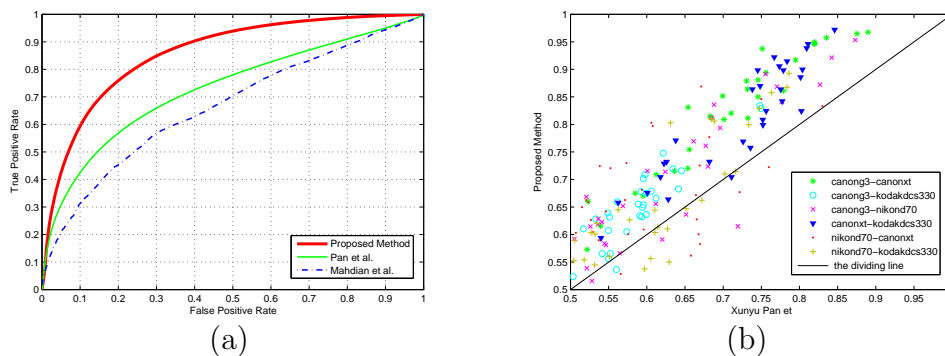 1
0.9
0.8
0.7
0.6
0.5
0.4
0.3
0.2
0.1
0
True Positive Rate
0 0.1 0.2 0.3 0.4 0.5 0.6 0.7 0.8 0.9 1
False Positive Rate
Proposed Method
Pan et al.
Mahdian et al.
(a)
1
0.95
0.9
0.85
0.8
0.75
0.7
0.65
0.6
0.55
0.5
Proposed Method
0.5 0.55 0.6 0.65 0.7 0.75 0.8 0.85 0.9 0.95
Xunyu Pan et
canong3−canonxt
canong3−kodakdcs330
canong3−nikond70
canonxt−kodakdcs330
nikond70−canonxt
nikond70−kodakdcs330
the dividing line
(b)